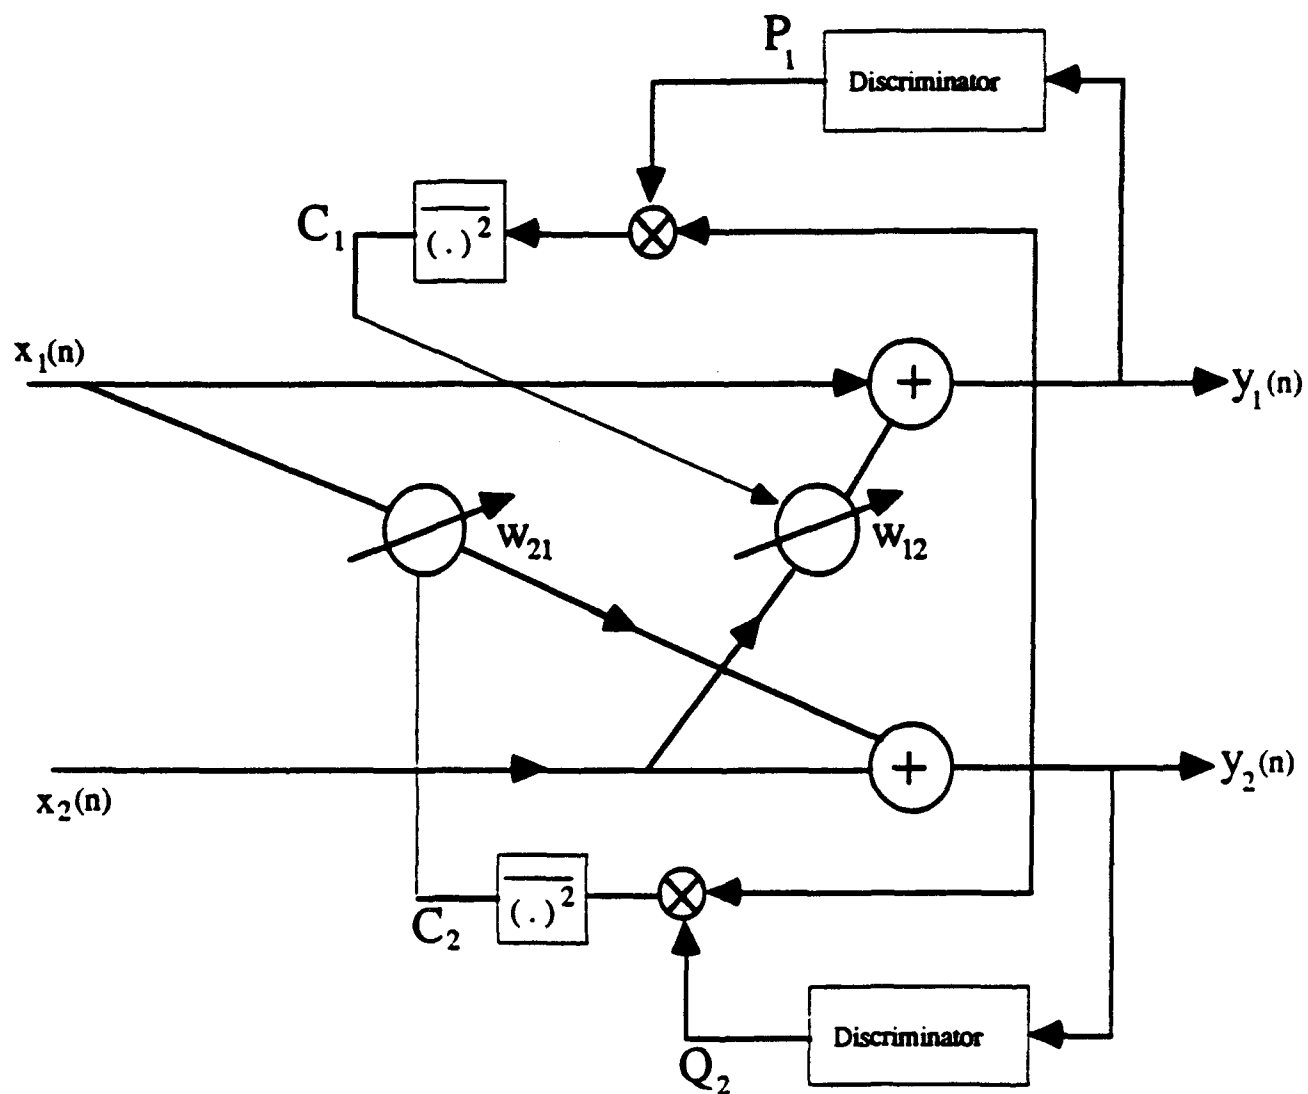 P₁
Discriminator
C₁
(.)²
x₁(n)
+
y₁(n)
w₂₁
w₁₂
x₂(n)
+
y₂(n)
(.)²
C₂
Discriminator
Q₂